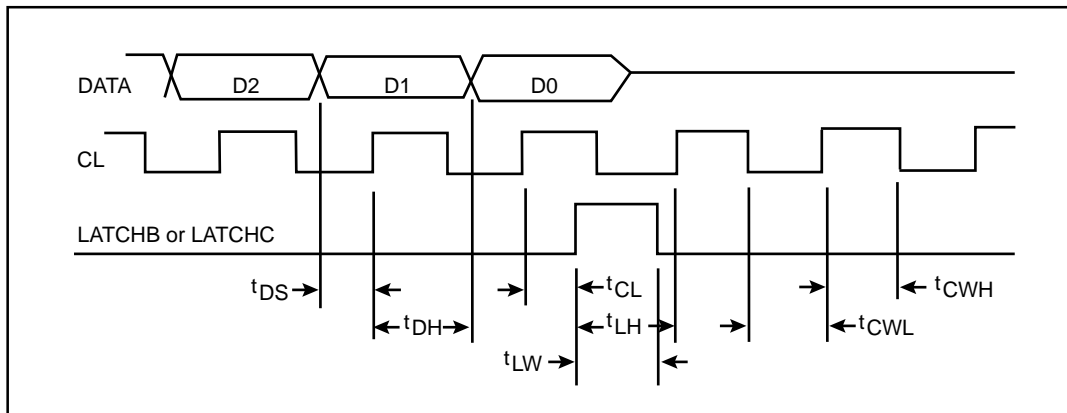 DATA
D2
D1
D0
CL
LATCHB or LATCHC
tDS
tCL
tCWH
tDH
tLH
tCWL
tLW